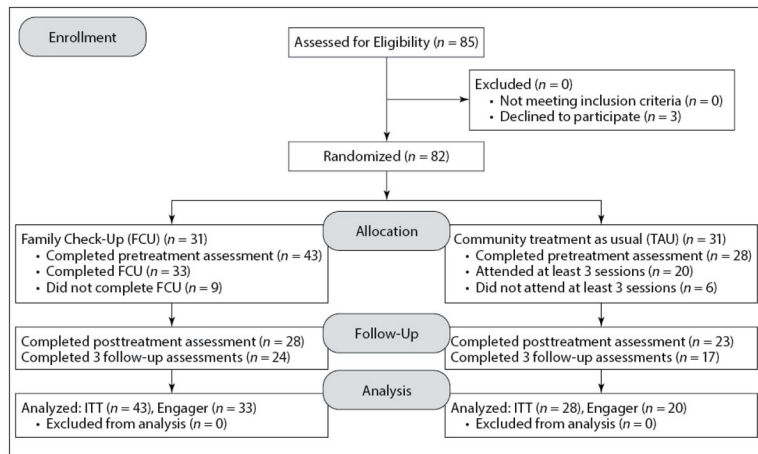 Enrollment
Assessed for Eligibility (n = 85)
Excluded (n = 0)
• Not meeting inclusion criteria (n = 0)
• Declined to participate (n = 3)
Randomized (n = 82)
Allocation
Family Check-Up (FCU) (n = 31)
• Completed pretreatment assessment (n = 43)
• Completed FCU (n = 33)
• Did not complete FCU (n = 9)
Community treatment as usual (TAU) (n = 31)
• Completed pretreatment assessment (n = 28)
• Attended at least 3 sessions (n = 20)
• Did not attend at least 3 sessions (n = 6)
Follow-Up
Completed posttreatment assessment (n = 28)
Completed 3 follow-up assessments (n = 24)
Completed posttreatment assessment (n = 23)
Completed 3 follow-up assessments (n = 17)
Analysis
Analyzed: ITT (n = 43), Engager (n = 33)
• Excluded from analysis (n = 0)
Analyzed: ITT (n = 28), Engager (n = 20)
• Excluded from analysis (n = 0)